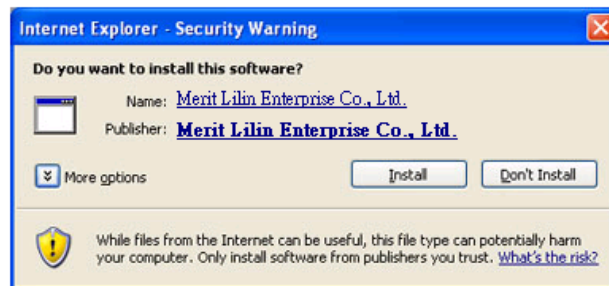 Internet Explorer - Security Warning
Do you want to install this software?
Name: Merit Lilin Enterprise Co., Ltd.
Publisher: Merit Lilin Enterprise Co., Ltd.
More options
Install
Don't Install
While files from the Internet can be useful, this file type can potentially harm
your computer. Only install software from publishers you trust. What's the risk?